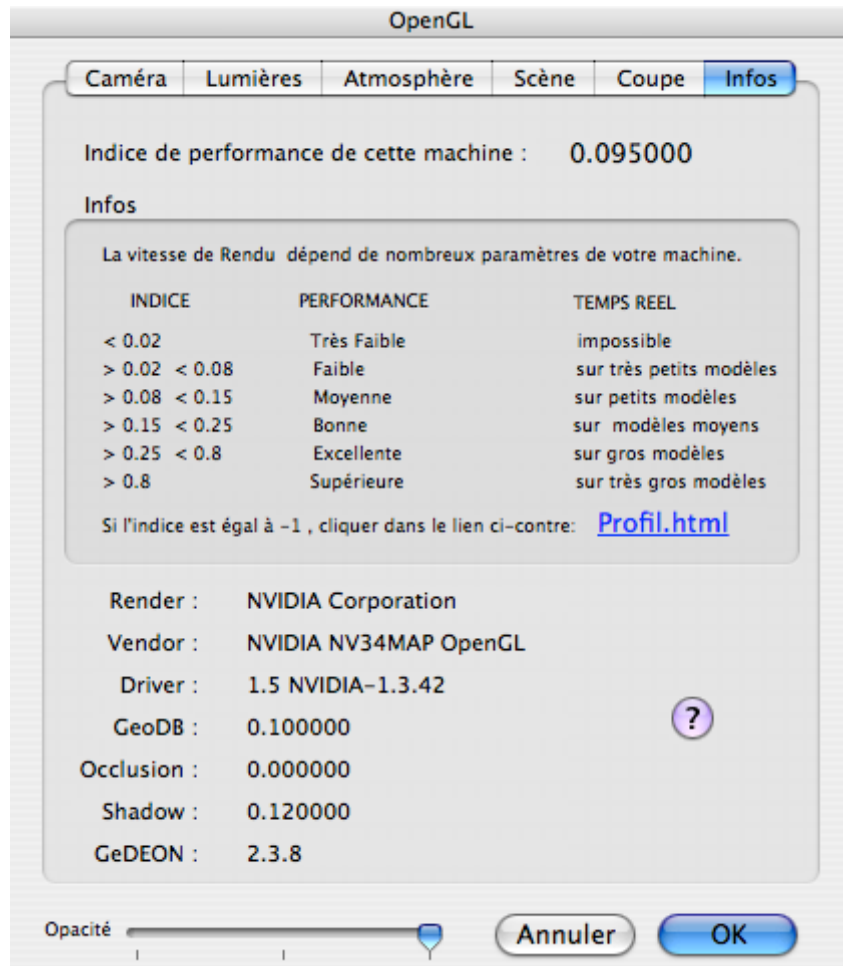 OpenGL
Caméra Lumières Atmosphère Scène Coupe Infos
Indice de performance de cette machine : 0.095000
Infos
La vitesse de Rendu dépend de nombreux paramètres de votre machine.
INDICE PERFORMANCE TEMPS REEL
< 0.02 Très Faible impossible
> 0.02 < 0.08 Faible sur très petits modèles
> 0.08 < 0.15 Moyenne sur petits modèles
> 0.15 < 0.25 Bonne sur modèles moyens
> 0.25 < 0.8 Excellente sur gros modèles
> 0.8 Supérieure sur très gros modèles
Si l'indice est égal à -1 , cliquer dans le lien ci-contre: Profil.html
Render : NVIDIA Corporation
Vendor : NVIDIA NV34MAP OpenGL
Driver : 1.5 NVIDIA-1.3.42
GeoDB : 0.100000
?
Occlusion : 0.000000
Shadow : 0.120000
GeDEON : 2.3.8
Opacité Annuler OK